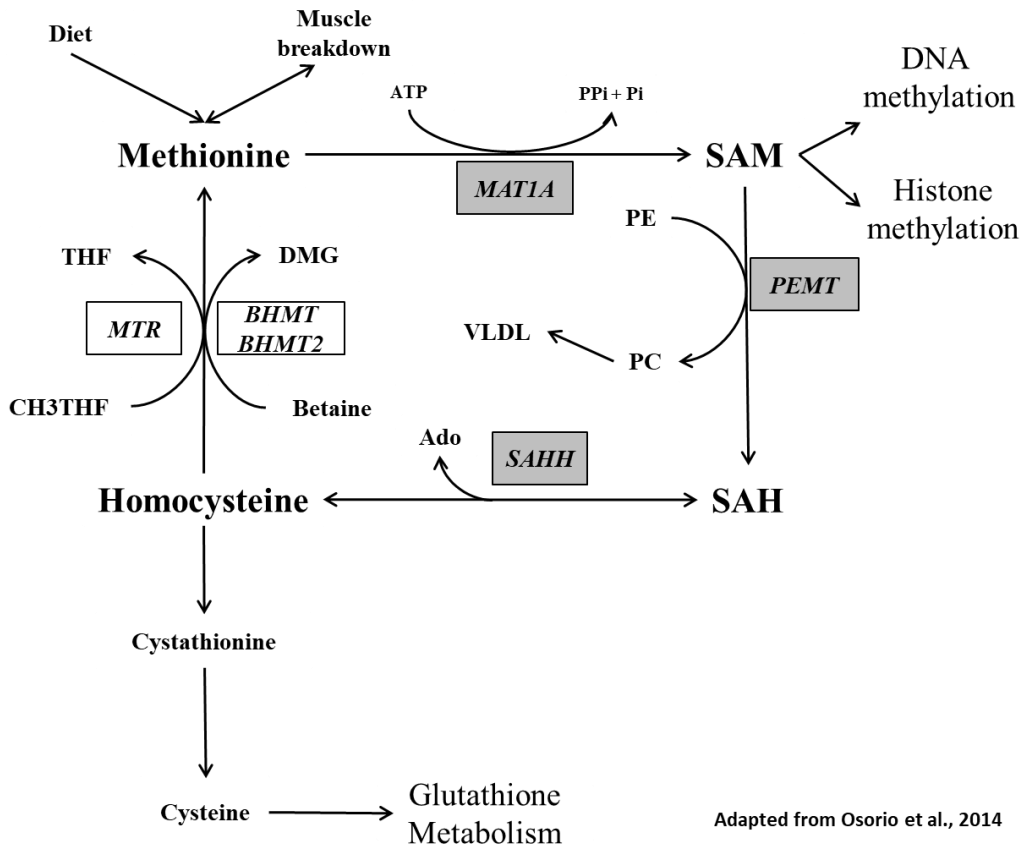 Diet
Muscle
breakdown
ATP
PPi + Pi
DNA
methylation
Methionine
SAM
MAT1A
Histone
methylation
PE
THF
DMG
PEMT
MTR
BHMT
BHMT2
VLDL
PC
CH3THF
Betaine
Ado
SAHH
Homocysteine
SAH
Cystathionine
Cysteine
Glutathione
Metabolism
Adapted from Osorio et al., 2014